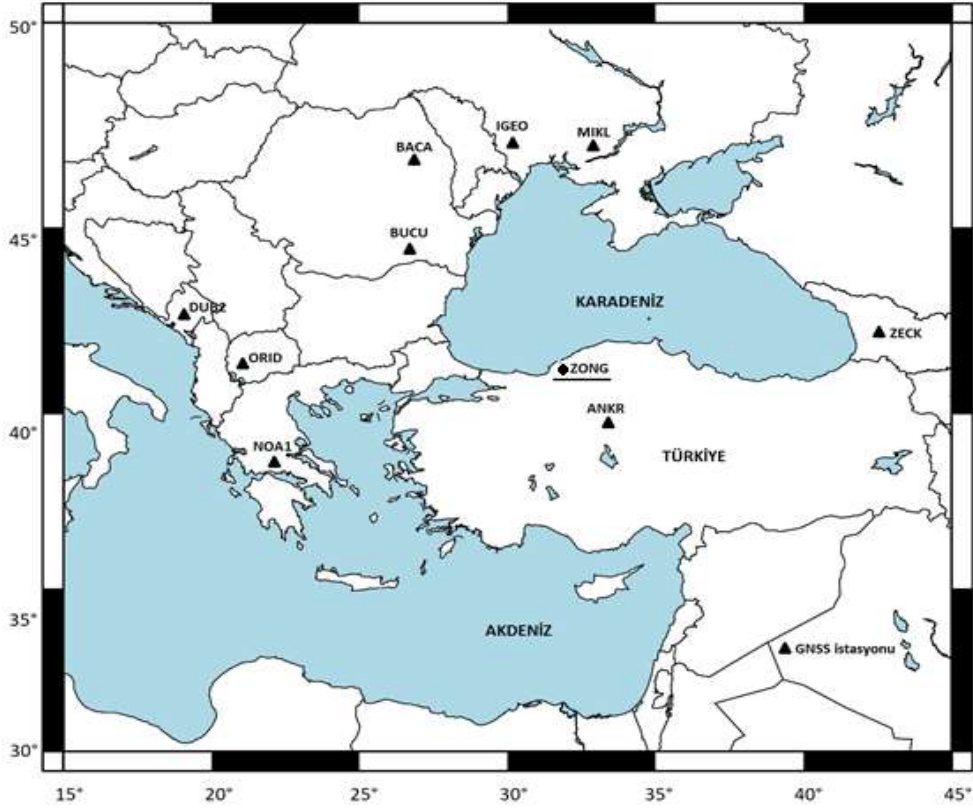 50°
IGEO
MIKL
BACA
45°
BUCU
KARADENİZ
DUBZ
ZECK
ORID
ZONG
40°
ANKR
NOA1
TÜRKİYE
35°
AKDENİZ
GNSS istasyonu
30°
15°
20°
25°
30°
35°
40°
45°